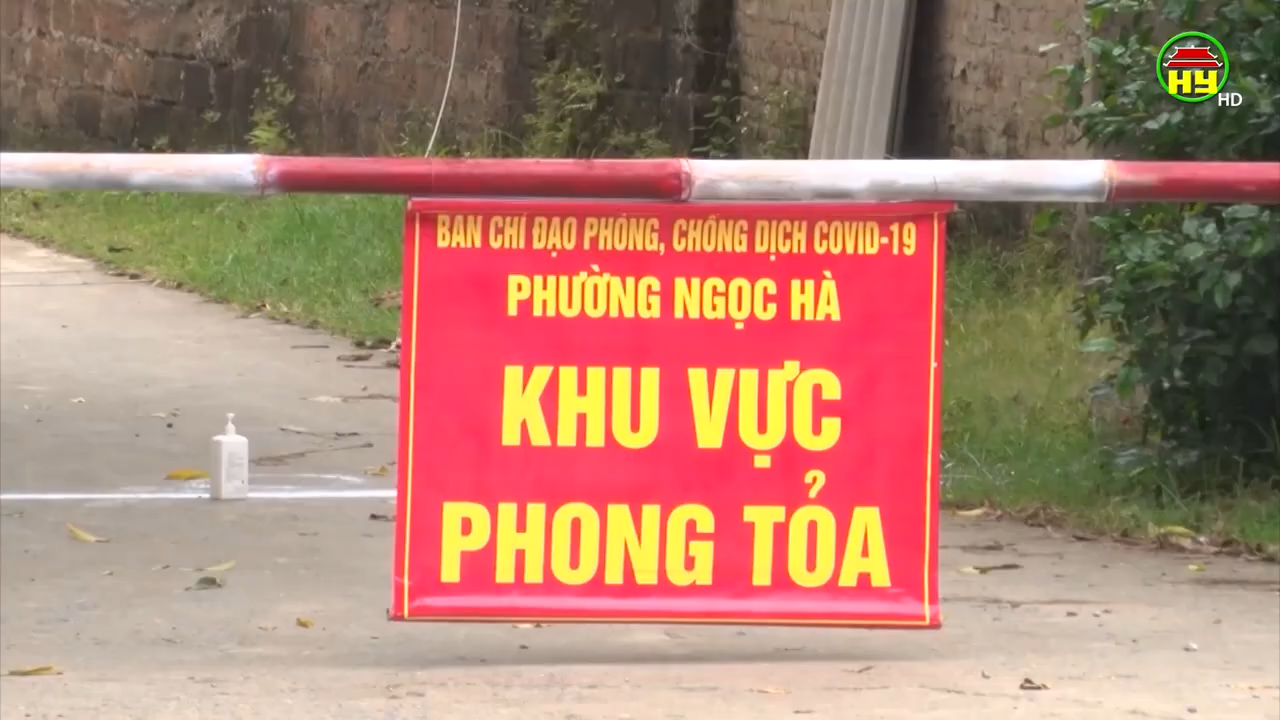 HY
HD
BAN CHỈ ĐẠO PHÒNG, CHỐNG DỊCH COVID-19
PHƯỜNG NGỌC HÀ
KHU VỰC
PHONG TỎA